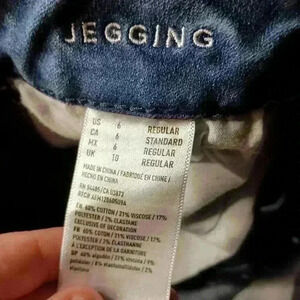 JEGGING
US 6 REGULAR
CA 6 STANDARD
MX 6 REGULAR
UK 10 REGULAR
MADE IN CHINA / FABRIQUÉ EN CHINE /
HECHO EN CHINA
EN 60% COTTON / 21% VISCOSE / 17%
POLYESTER / 2% ELASTANE
EXCLUSIVE OF DECORATION
FR 60% COTON / 21% VISCOSE / 17%
POLYESTER / 2% ÉLASTHANNE
À L'EXCEPTION DE LA GARNITURE